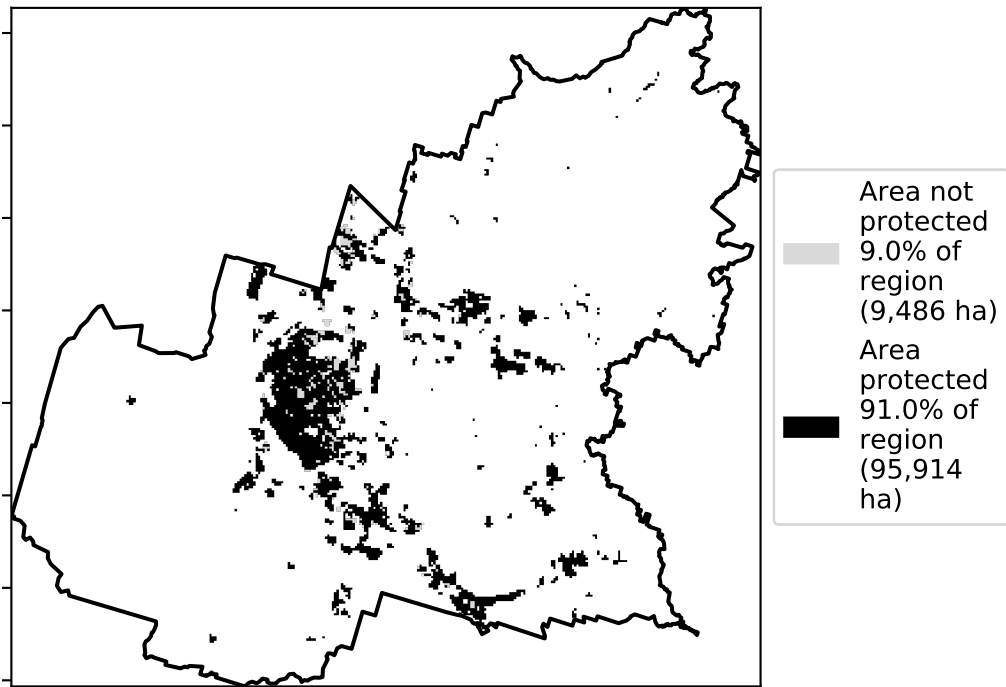 Area not
protected
9.0% of
region
(9,486 ha)
Area
protected
91.0% of
region
(95,914
ha)